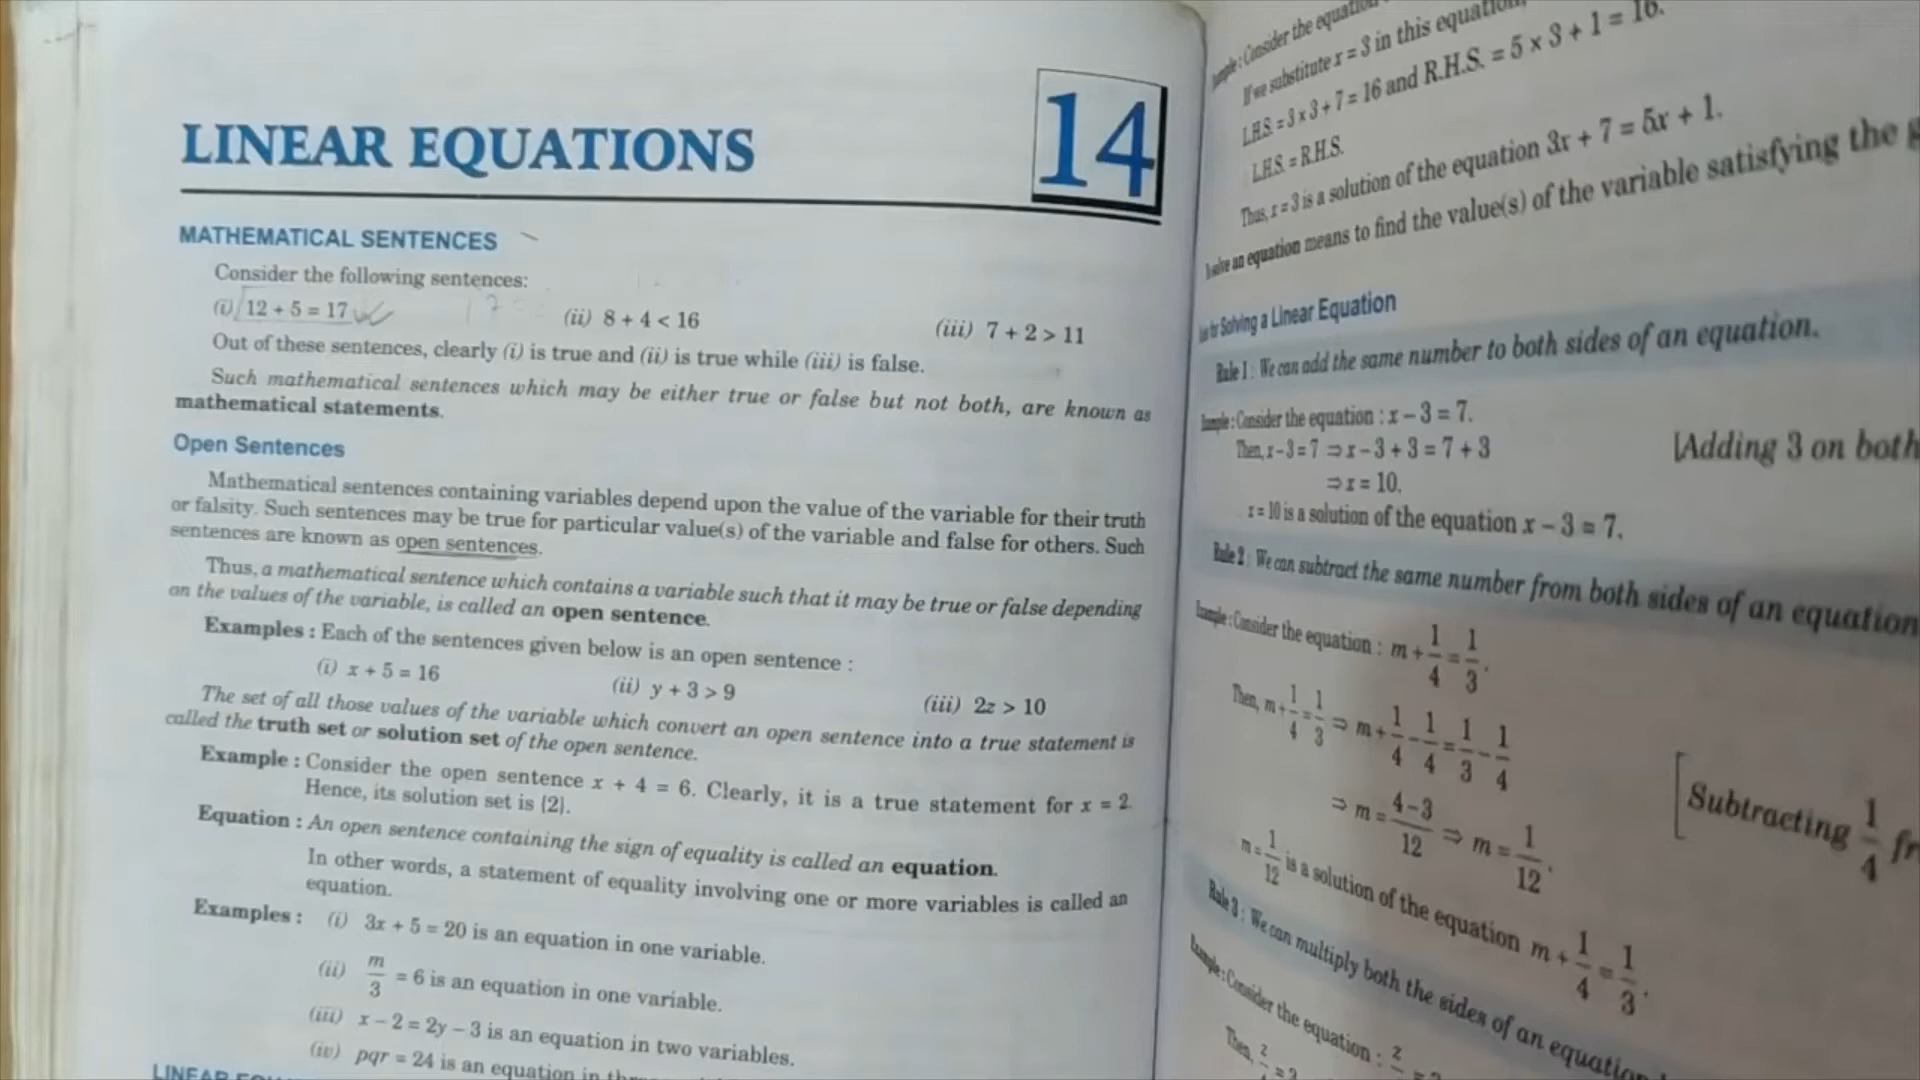 14
LINEAR EQUATIONS
MATHEMATICAL SENTENCES
Consider the following sentences:
(i) 12 + 5 = 17 (ii) 8 + 4 < 16 (iii) 7 + 2 > 11
Out of these sentences, clearly (i) is true and (ii) is true while (iii) is false.
Such mathematical sentences which may be either true or false but not both, are known as
mathematical statements.
Open Sentences
Mathematical sentences containing variables depend upon the value of the variable for their truth
or falsity. Such sentences may be true for particular value(s) of the variable and false for others. Such
sentences are known as open sentences.
Thus, a mathematical sentence which contains a variable such that it may be true or false depending
on the values of the variable, is called an open sentence.
Examples : Each of the sentences given below is an open sentence :
(i) x + 5 = 16 (ii) y + 3 > 9 (iii) 2z > 10
The set of all those values of the variable which convert an open sentence into a true statement is
called the truth set or solution set of the open sentence.
Example : Consider the open sentence x + 4 = 6. Clearly, it is a true statement for x = 2.
Hence, its solution set is {2}.
Equation : An open sentence containing the sign of equality is called an equation.
In other words, a statement of equality involving one or more variables is called an
equation.
Examples : (i) 3x + 5 = 20 is an equation in one variable.
(ii) m/3 = 6 is an equation in one variable.
(iii) x – 2 = 2y – 3 is an equation in two variables.
(iv) pqr = 24 is an equation in
LINEAR
Consider the equation
If we substitute x = 3 in this equation,
L.H.S. = 3 x 3 + 7 = 16 and R.H.S. = 5 × 3 + 1 = 16.
L.H.S. = R.H.S.
Thus, x = 3 is a solution of the equation 3x + 7 = 5x + 1.
solve an equation means to find the value(s) of the variable satisfying the
for Solving a Linear Equation
Rule 1 : We can add the same number to both sides of an equation.
Example : Consider the equation : x – 3 = 7.
Then, x – 3 = 7 ⇒ x – 3 + 3 = 7 + 3 [Adding 3 on both
⇒ x = 10.
x = 10 is a solution of the equation x – 3 = 7.
Rule 2 : We can subtract the same number from both sides of an equation
Example : Consider the equation : m + 1/4 = 1/3.
Then, m + 1/4 = 1/3 ⇒ m + 1/4 – 1/4 = 1/3 – 1/4
⇒ m = 4–3/12 ⇒ m = 1/12. [Subtracting 1/4
m = 1/12 is a solution of the equation m + 1/4 = 1/3.
Rule 3 : We can multiply both the sides of an equation
Example : Consider the equation : z
Then, z